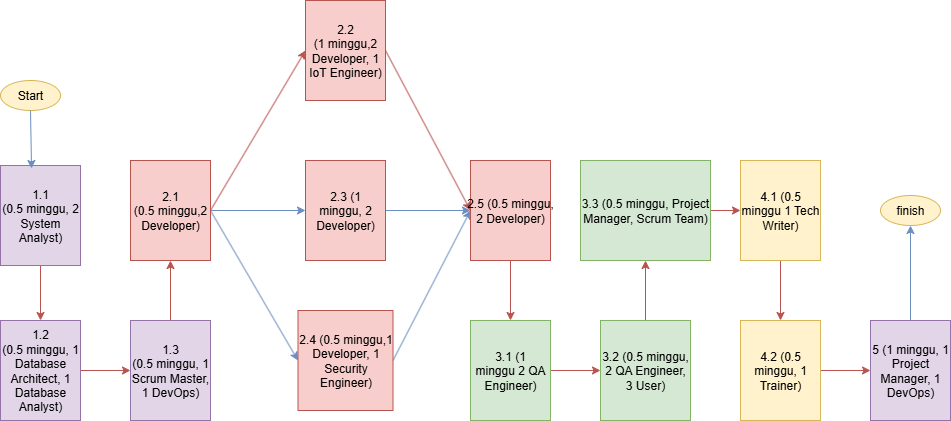 Start
1.1
(0.5 minggu, 2
System
Analyst)
1.2
(0.5 minggu, 1
Database
Architect, 1
Database
Analyst)
1.3
(0.5 minggu, 1
Scrum Master,
1 DevOps)
2.1
(0.5 minggu,2
Developer)
2.2
(1 minggu,2
Developer, 1
IoT Engineer)
2.3 (1
minggu, 2
Developer)
2.4 (0.5 minggu,1
Developer, 1
Security
Engineer)
2.5 (0.5 minggu,
2 Developer)
3.1 (1
minggu 2 QA
Engineer)
3.2 (0.5 minggu,
2 QA Engineer,
3 User)
3.3 (0.5 minggu, Project
Manager, Scrum Team)
4.1 (0.5
minggu 1 Tech
Writer)
4.2 (0.5
minggu, 1
Trainer)
5 (1 minggu, 1
Project
Manager, 1
DevOps)
finish